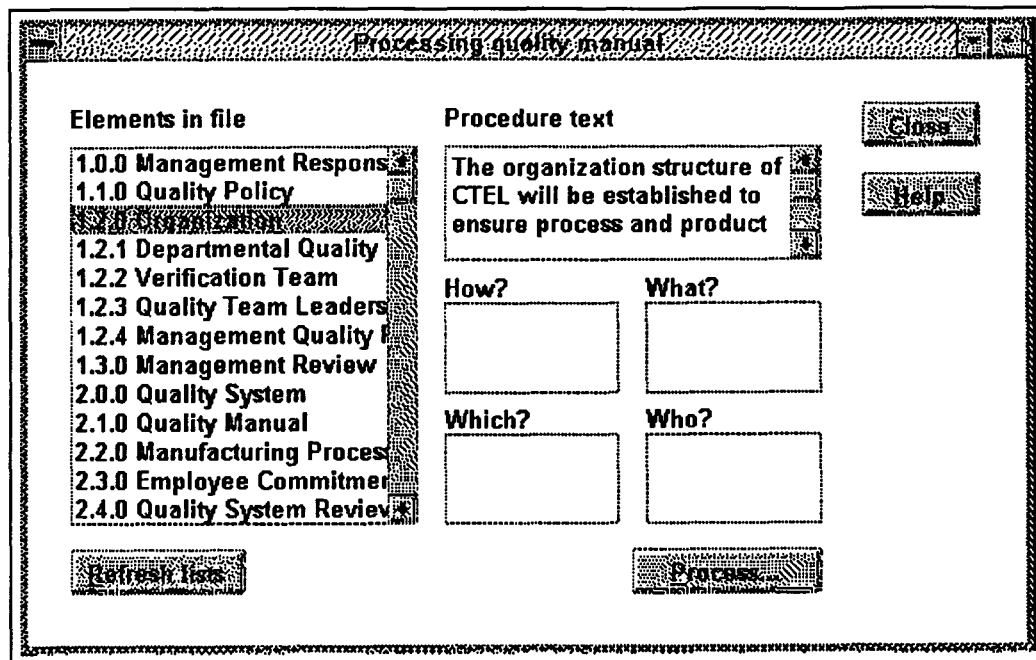 Processing quality manual
Elements in file
1.0.0 Management Respons
1.1.0 Quality Policy
1.2.0 Organization
1.2.1 Departmental Quality
1.2.2 Verification Team
1.2.3 Quality Team Leaders
1.2.4 Management Quality
1.3.0 Management Review
2.0.0 Quality System
2.1.0 Quality Manual
2.2.0 Manufacturing Process
2.3.0 Employee Commitmer
2.4.0 Quality System Review
Refresh lists
Procedure text
The organization structure of
CTEL will be established to
ensure process and product
How?
What?
Which?
Who?
Process...
Close
Help